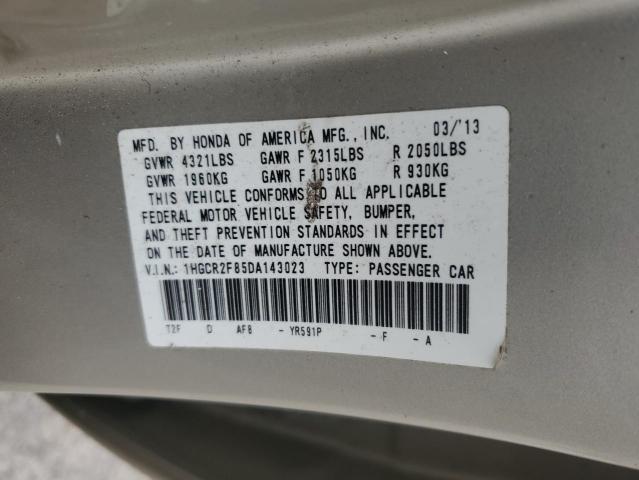 MFD. BY HONDA OF AMERICA MFG., INC. 03/'13
GVWR 4321LBS GAWR F 2315LBS R 2050LBS
GVWR 1960KG GAWR F 1050KG R 930KG
THIS VEHICLE CONFORMS TO ALL APPLICABLE
FEDERAL MOTOR VEHICLE SAFETY, BUMPER,
AND THEFT PREVENTION STANDARDS IN EFFECT
ON THE DATE OF MANUFACTURE SHOWN ABOVE.
V.I.N.: 1HGCR2F85DA143023 TYPE: PASSENGER CAR
T2F D AF8 - YR591P - F - A